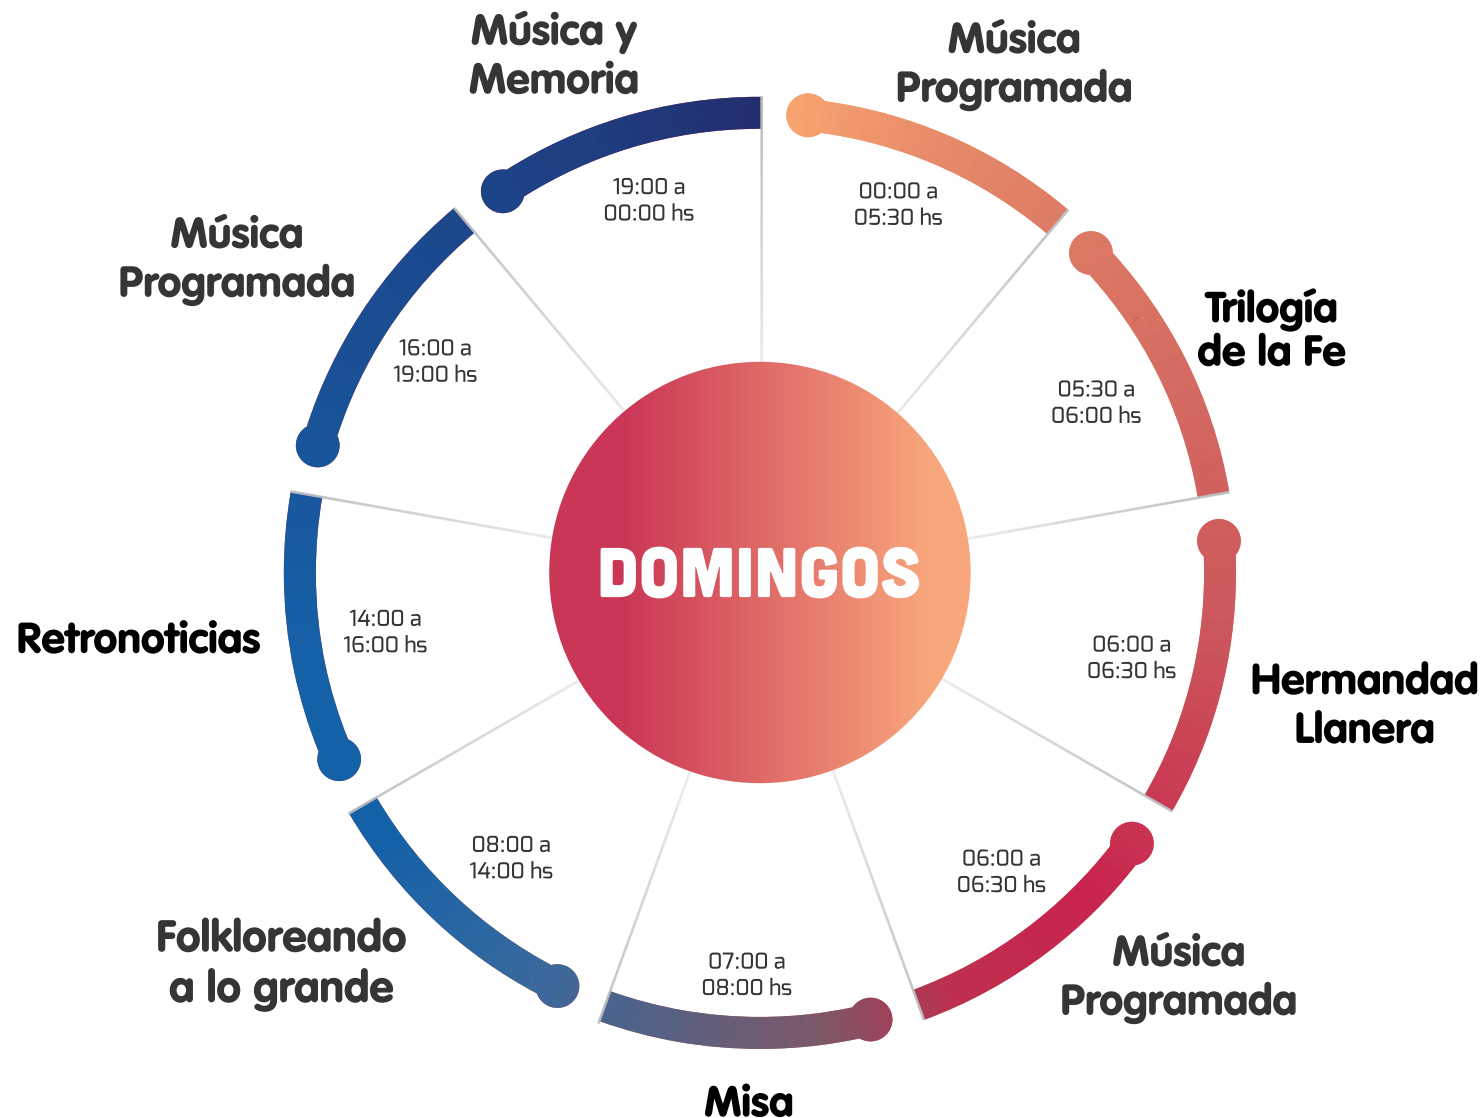 Música y
Memoria
19:00 a
00:00 hs
Música
Programada
00:00 a
05:30 hs
Trilogía
de la Fe
05:30 a
06:00 hs
Hermandad
Llanera
06:00 a
06:30 hs
Música
Programada
06:00 a
06:30 hs
Misa
07:00 a
08:00 hs
Folkloreando
a lo grande
08:00 a
14:00 hs
Retronoticias
14:00 a
16:00 hs
Música
Programada
16:00 a
19:00 hs
DOMINGOS